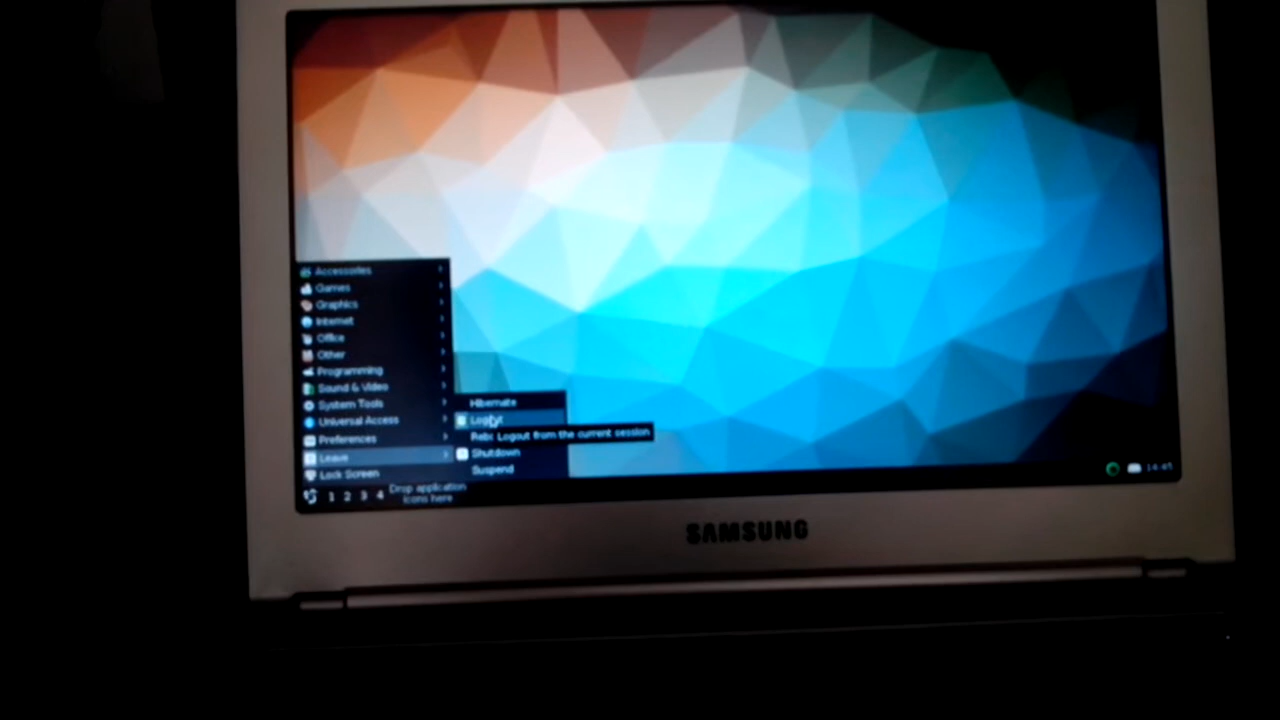 Accessories
Games
Graphics
Internet
Office
Other
Programming
Sound & Video
System Tools
Universal Access
Preferences
Leave
Lock Screen
Hibernate
Logout
Logout from the current session
Shutdown
Suspend
1 2 3 4
Drop application
icons here
14:45
SAMSUNG